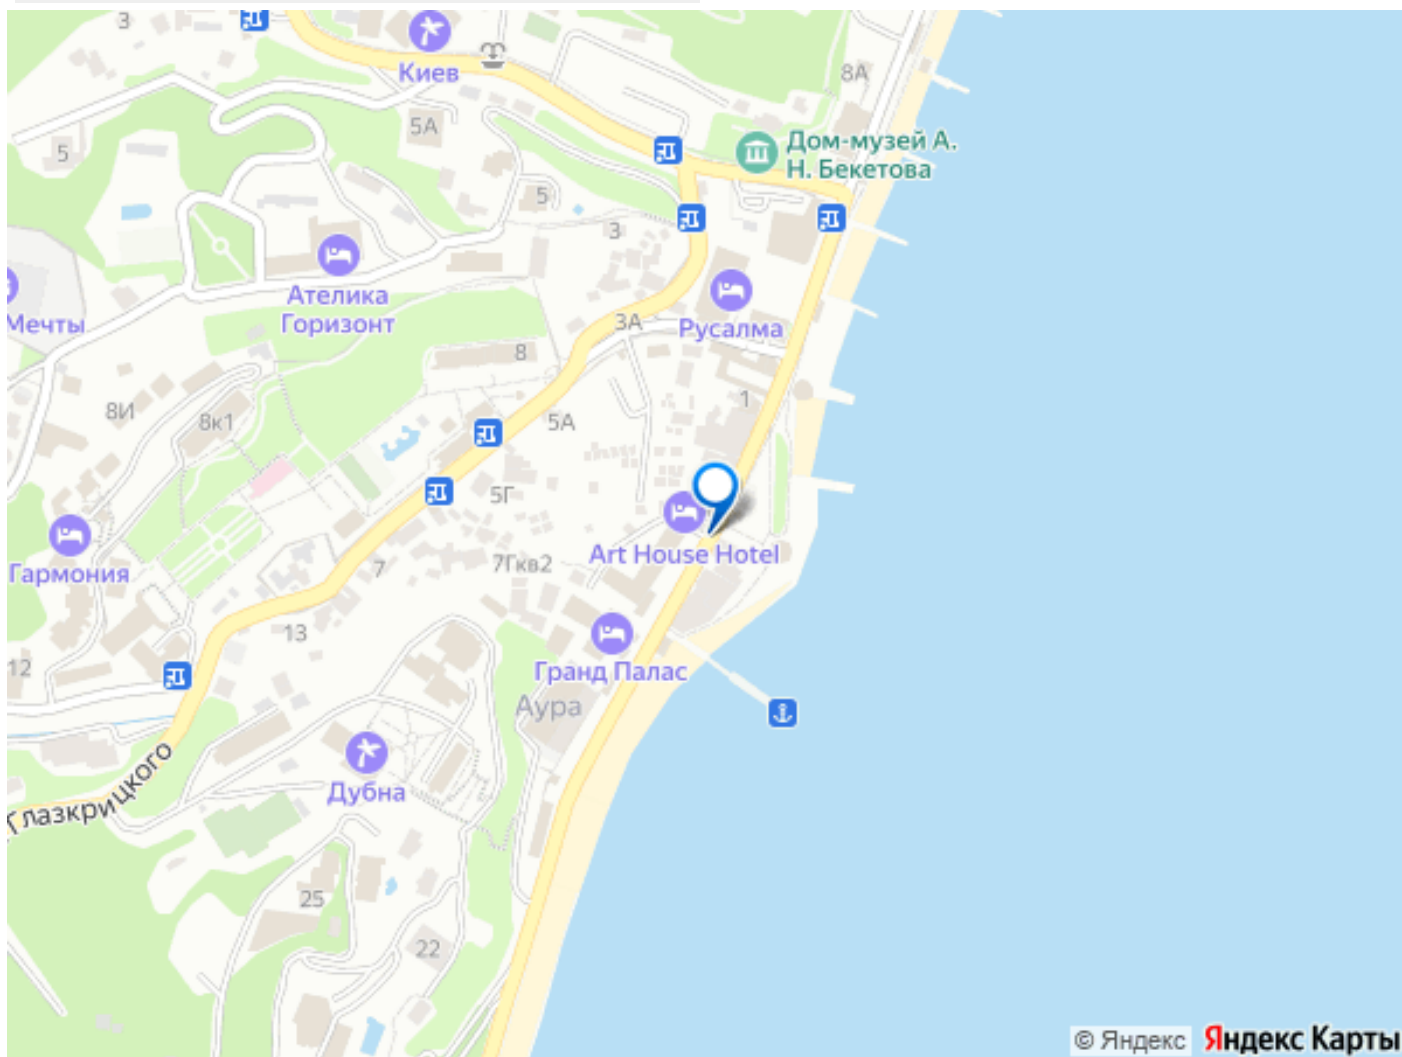 3
Киев
8А
5А
Дом-музей А.
Н. Бекетова
5
5
3
Ателика
Горизонт
Мечты
Русалма
3А
8
1
8И
8к1
5А
5Г
Art House Hotel
7Гкв2
7
Гармония
13
Гранд Палас
12
Аура
Дубна
Глазкрицкого
25
22
© Яндекс Яндекс Карты